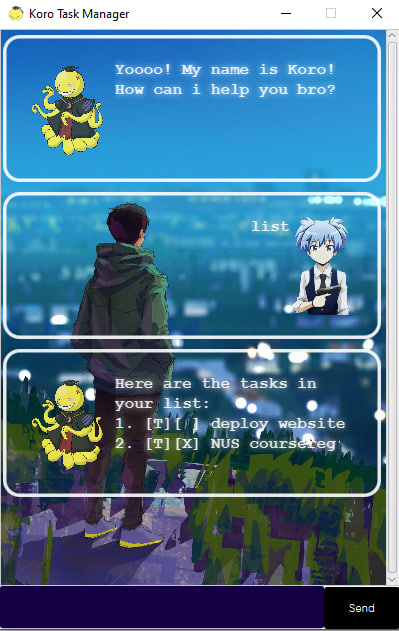 Koro Task Manager
Yoooo! My name is Koro!
How can i help you bro?
list
Here are the tasks in
your list:
1. [T][ ] deploy website
2. [T][X] NUS coursereg
Send